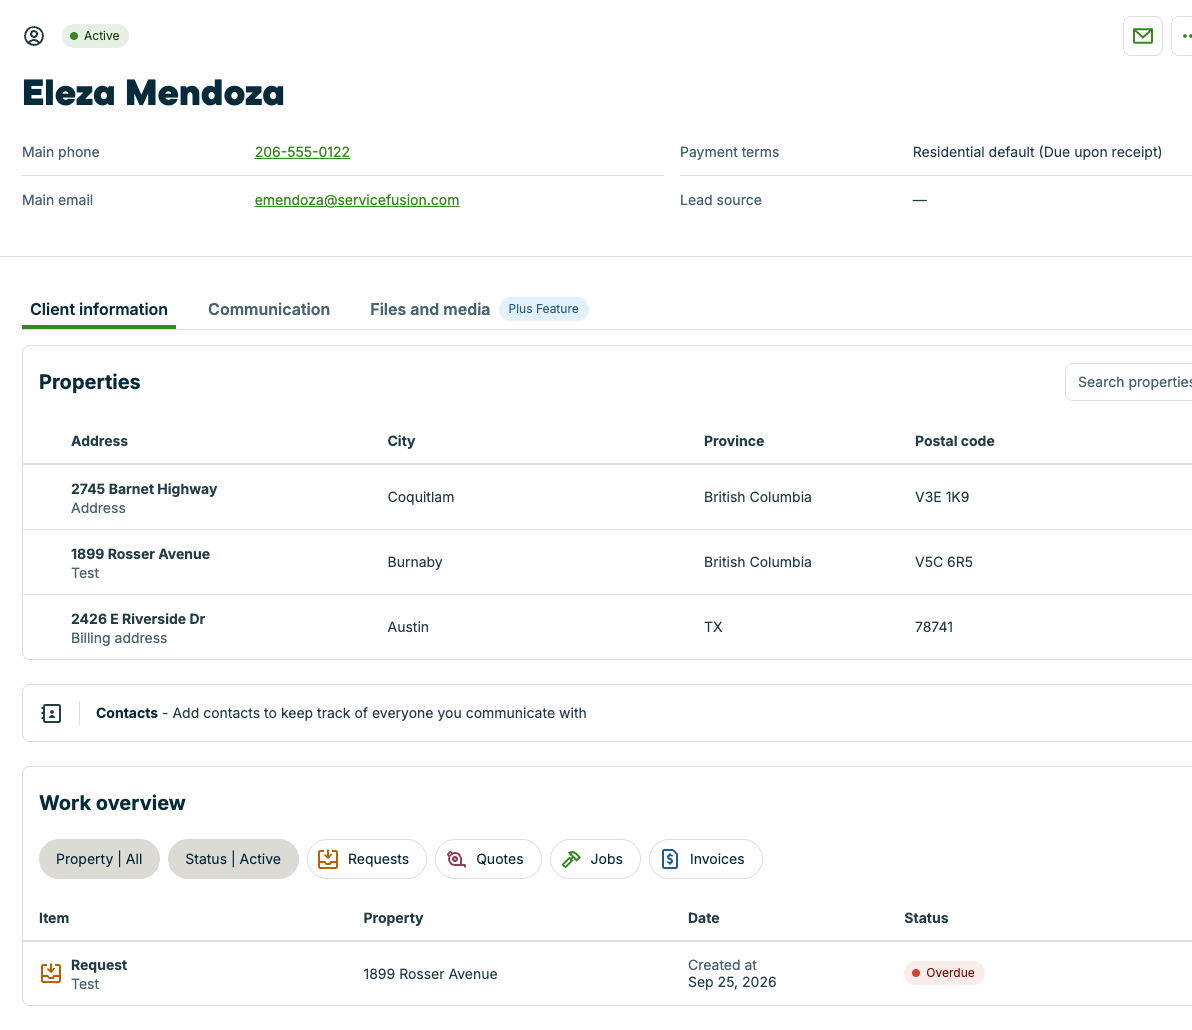 Active
Eleza Mendoza
Main phone 206-555-0122 Payment terms Residential default (Due upon receipt)
Main email emendoza@servicefusion.com Lead source —
Client information Communication Files and media Plus Feature
Properties Search properties
Address City Province Postal code
2745 Barnet Highway
Address Coquitlam British Columbia V3E 1K9
1899 Rosser Avenue
Test Burnaby British Columbia V5C 6R5
2426 E Riverside Dr
Billing address Austin TX 78741
Contacts - Add contacts to keep track of everyone you communicate with
Work overview
Property | All Status | Active Requests Quotes Jobs Invoices
Item Property Date Status
Request
Test 1899 Rosser Avenue Created at
Sep 25, 2026 Overdue